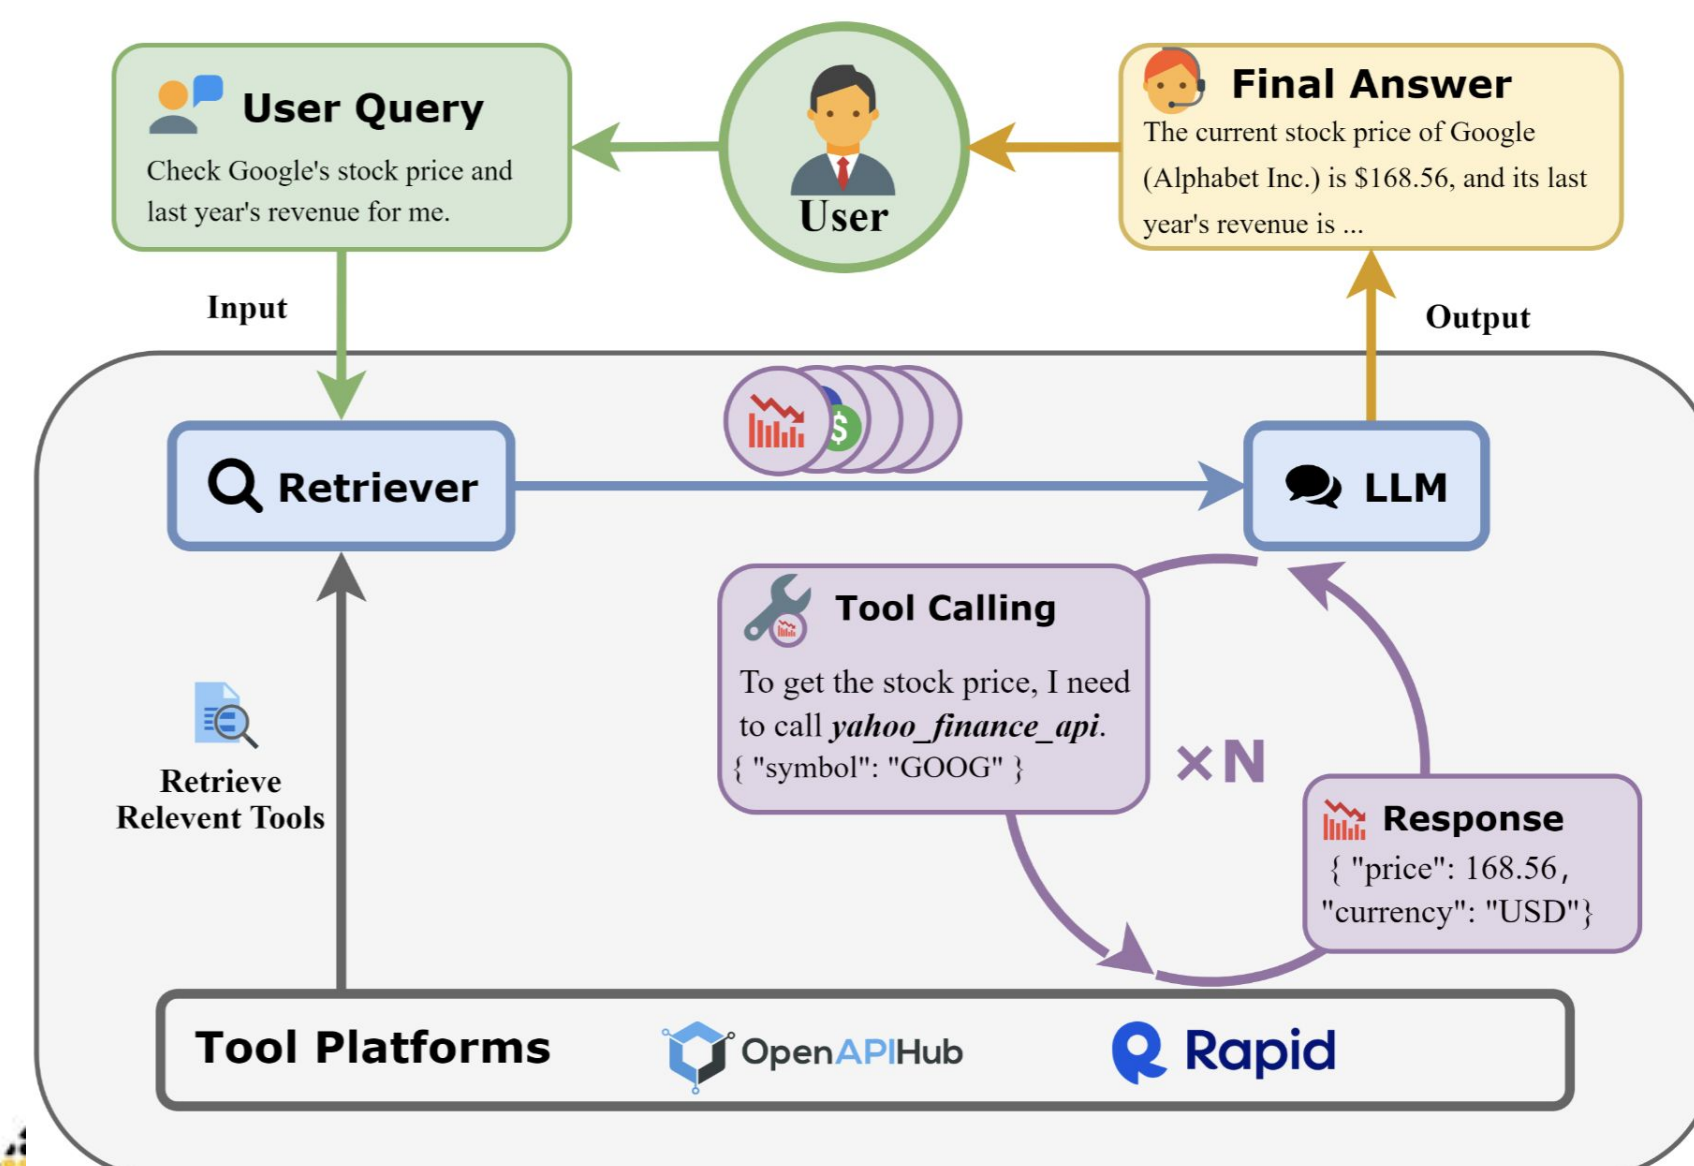 User Query
Check Google's stock price and
last year's revenue for me.
User
Final Answer
The current stock price of Google
(Alphabet Inc.) is $168.56, and its last
year's revenue is ...
Input
Output
$
Retriever
LLM
Tool Calling
To get the stock price, I need
to call yahoo_finance_api.
{ "symbol": "GOOG" }
×N
Response
{ "price": 168.56,
"currency": "USD"}
Retrieve
Relevent Tools
Tool Platforms
OpenAPIHub
Rapid